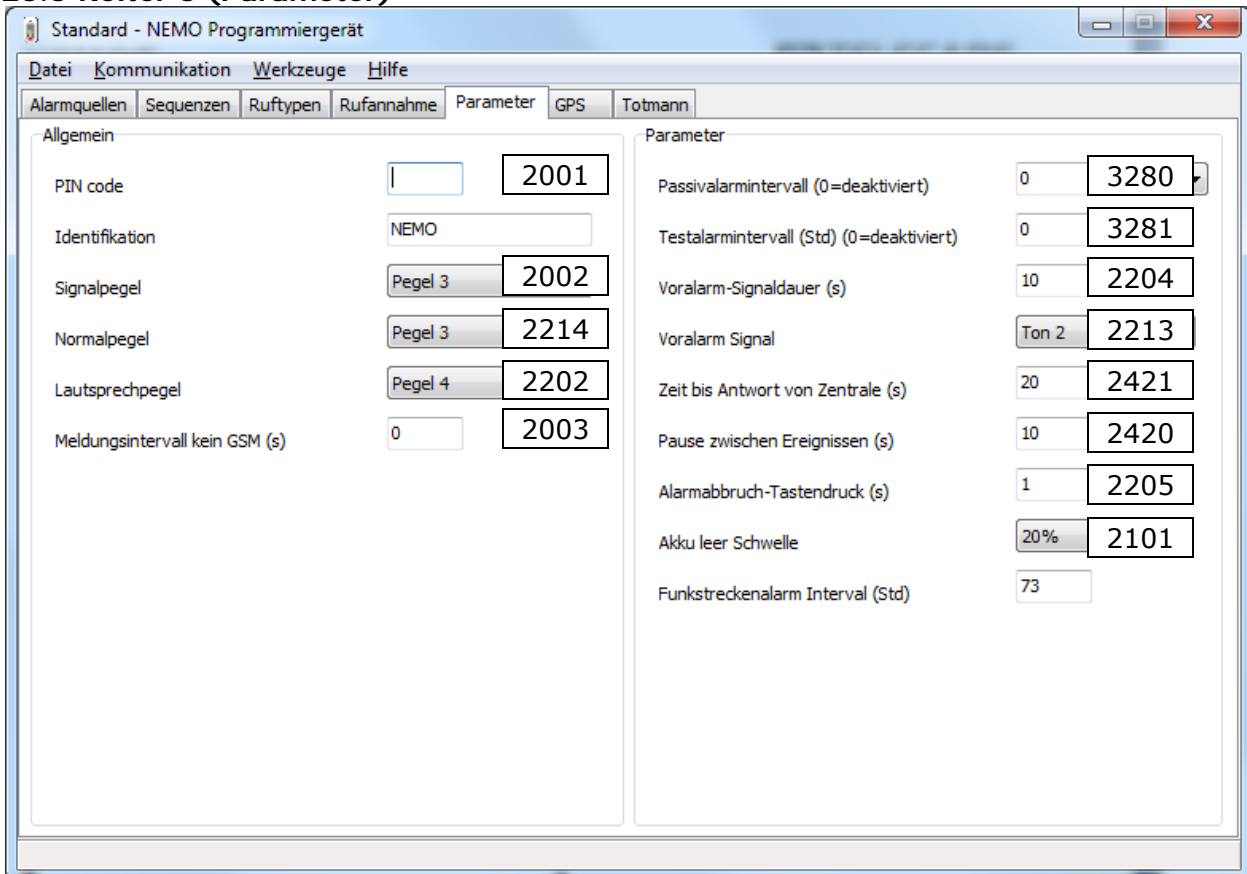 Standard - NEMO Programmiergerät
Datei Kommunikation Werkzeuge Hilfe
Alarmquellen Sequenzen Ruftypen Rufannahme Parameter GPS Totmann
Allgemein
PIN code 2001
Identifikation NEMO
Signalpegel Pegel 3 2002
Normalpegel Pegel 3 2214
Lautsprechpegel Pegel 4 2202
Meldungsintervall kein GSM (s) 0 2003
Parameter
Passivalarmintervall (0=deaktiviert) 0 3280
Testalarmintervall (Std) (0=deaktiviert) 0 3281
Voralarm-Signaldauer (s) 10 2204
Voralarm Signal Ton 2 2213
Zeit bis Antwort von Zentrale (s) 20 2421
Pause zwischen Ereignissen (s) 10 2420
Alarmabbruch-Tastendruck (s) 1 2205
Akku leer Schwelle 20% 2101
Funkstreckenalarm Interval (Std) 73